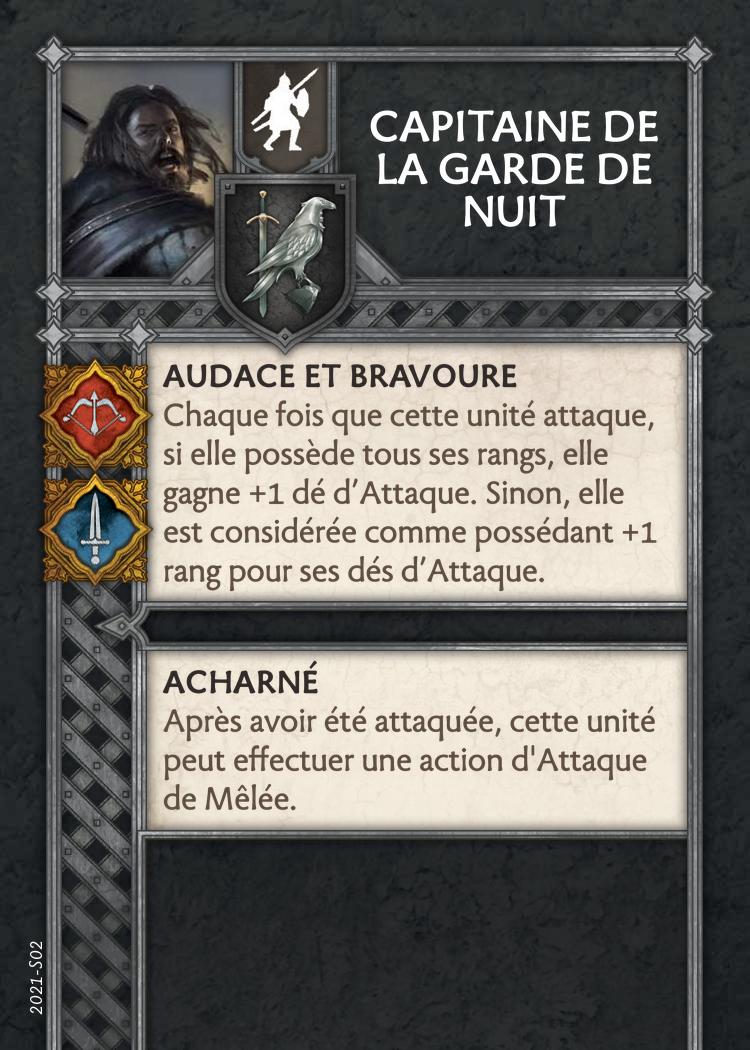 CAPITAINE DE
LA GARDE DE
NUIT
AUDACE ET BRAVOURE
Chaque fois que cette unité attaque,
si elle possède tous ses rangs, elle
gagne +1 dé d’Attaque. Sinon, elle
est considérée comme possédant +1
rang pour ses dés d’Attaque.
ACHARNÉ
Après avoir été attaquée, cette unité
peut effectuer une action d'Attaque
de Mêlée.
2021-S02